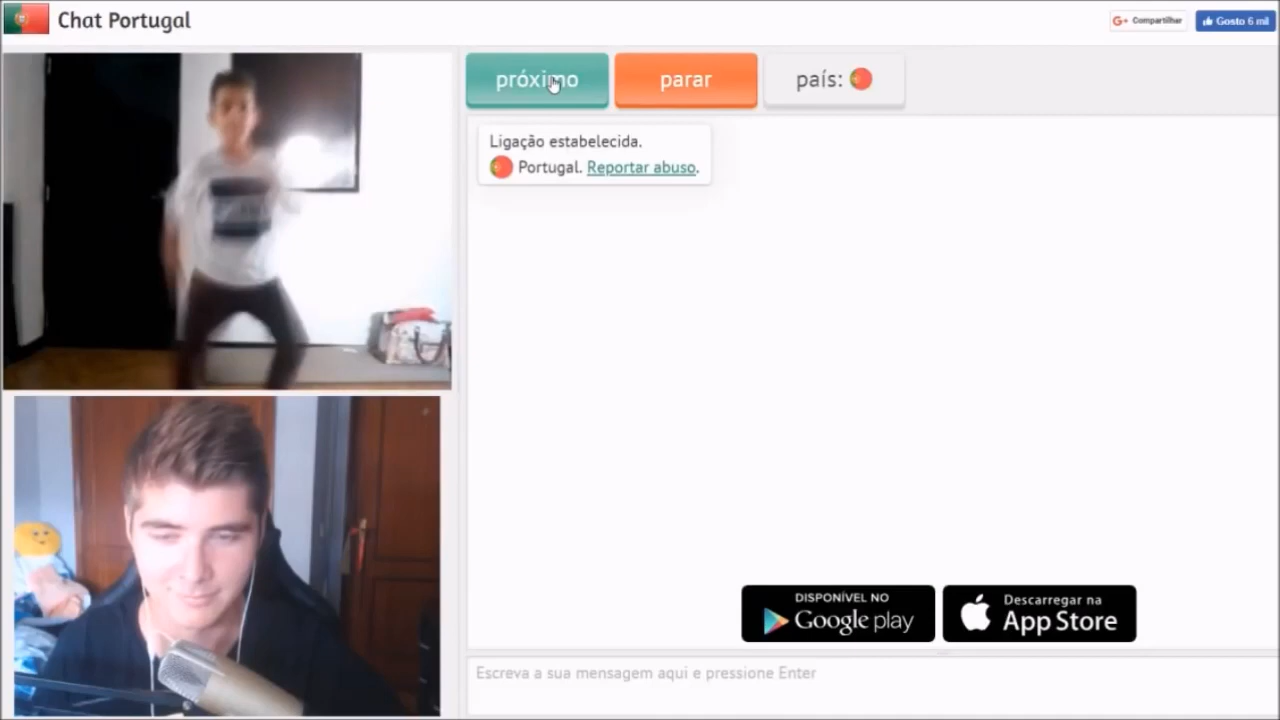 Chat Portugal
G+ Compartilhar
Gosto 6 mil
próximo
parar
país:
Ligação estabelecida.
Portugal. Reportar abuso.
DISPONÍVEL NO
Google play
Descarregar na
App Store
Escreva a sua mensagem aqui e pressione Enter